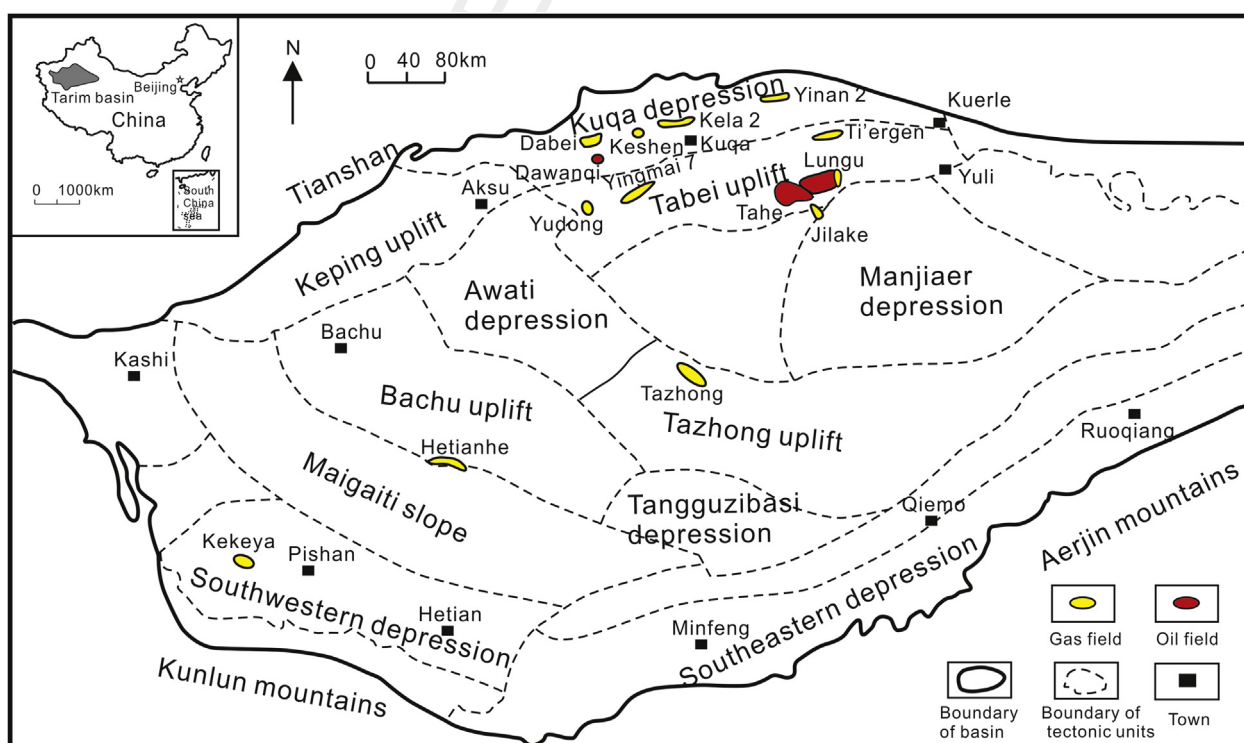 Beijing
Tarim basin
China
0 1000km
South
China
sea
N
0 40 80km
Tianshan
Kuqa depression
Yinan 2
Kela 2
Kuerle
Dabei
Keshen
Kuqa
Ti'ergen
Dawanqi
Yingmai 7
Lungu
Aksu
Tabei uplift
Yuli
Yudong
Tahe
Jilake
Keping uplift
Awati
depression
Manjiaer
depression
Bachu
Kashi
Tazhong
Bachu uplift
Tazhong uplift
Ruoqiang
Hetianhe
Maigaiti slope
Tangguzibasi
depression
Qiemo
Aerjin mountains
Kekeya
Pishan
Southwestern depression
Hetian
Minfeng
Southeastern depression
Kunlun mountains
Gas field
Oil field
Boundary
of basin
Boundary of
tectonic units
Town